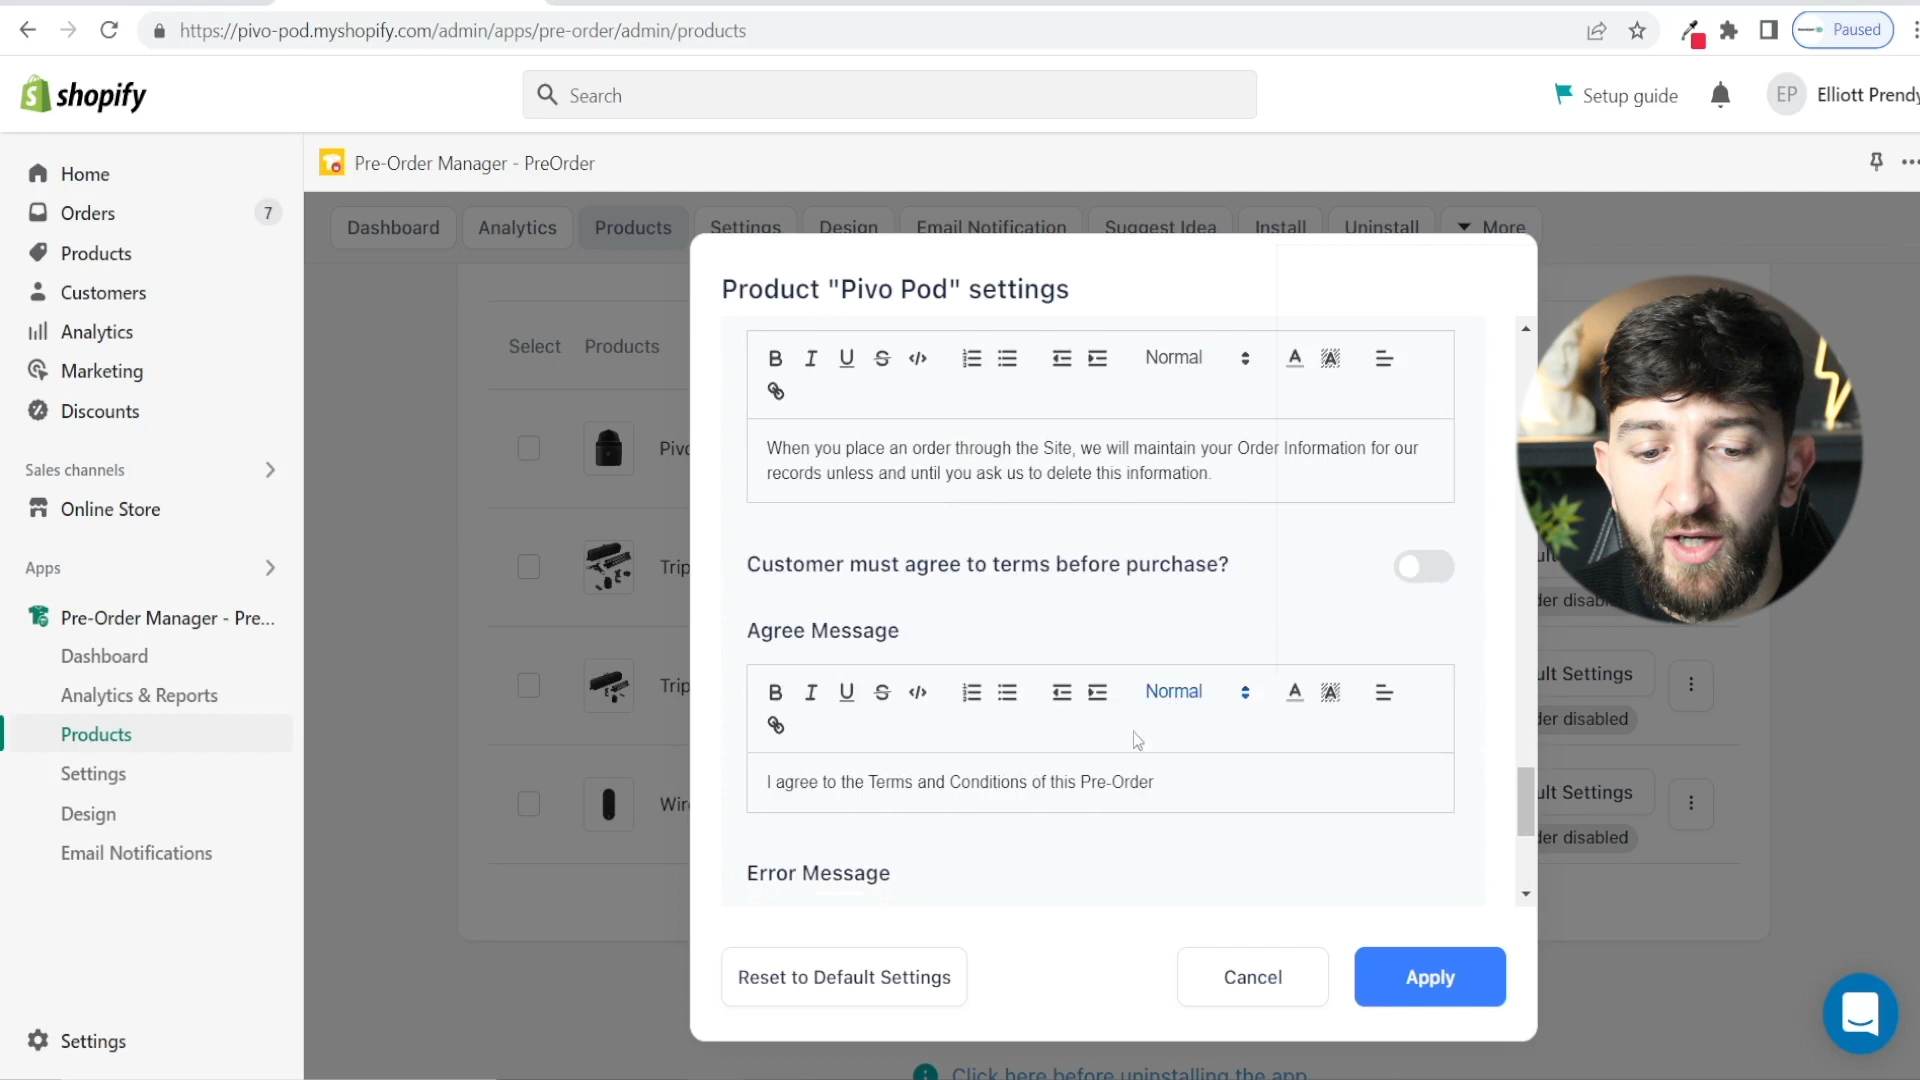 https://pivo-pod.myshopify.com/admin/apps/pre-order/admin/products
Paused
shopify
Search
Setup guide
EP
Elliott Prendy
Home
Orders
7
Products
Customers
Analytics
Marketing
Discounts
Sales channels
Online Store
Apps
Pre-Order Manager - Pre...
Dashboard
Analytics & Reports
Products
Settings
Design
Email Notifications
Settings
Pre-Order Manager - PreOrder
Dashboard
Analytics
Products
Settings
Design
Email Notification
Suggest Idea
Install
Uninstall
More
Select
Products
Product "Pivo Pod" settings
Normal
When you place an order through the Site, we will maintain your Order Information for our
records unless and until you ask us to delete this information.
Customer must agree to terms before purchase?
Agree Message
Normal
I agree to the Terms and Conditions of this Pre-Order
Error Message
Reset to Default Settings
Cancel
Apply
Settings
disabled
Settings
disabled
Click here before uninstalling the app